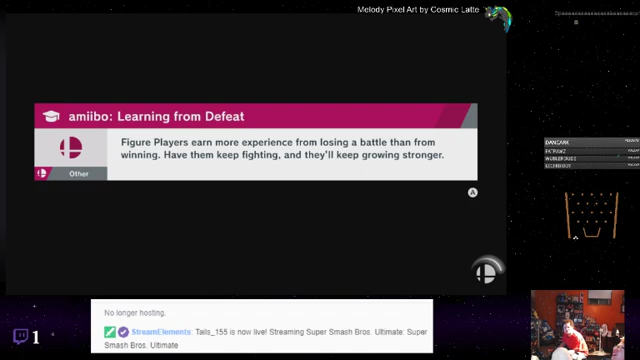 Melody Pixel Art by Cosmic Latte
amiibo: Learning from Defeat
Figure Players earn more experience from losing a battle than from
winning. Have them keep fighting, and they'll keep growing stronger.
Other
A
DANSARK
No longer hosting.
StreamElements: Tails_155 is now live! Streaming Super Smash Bros. Ultimate: Super
Smash Bros. Ultimate
1